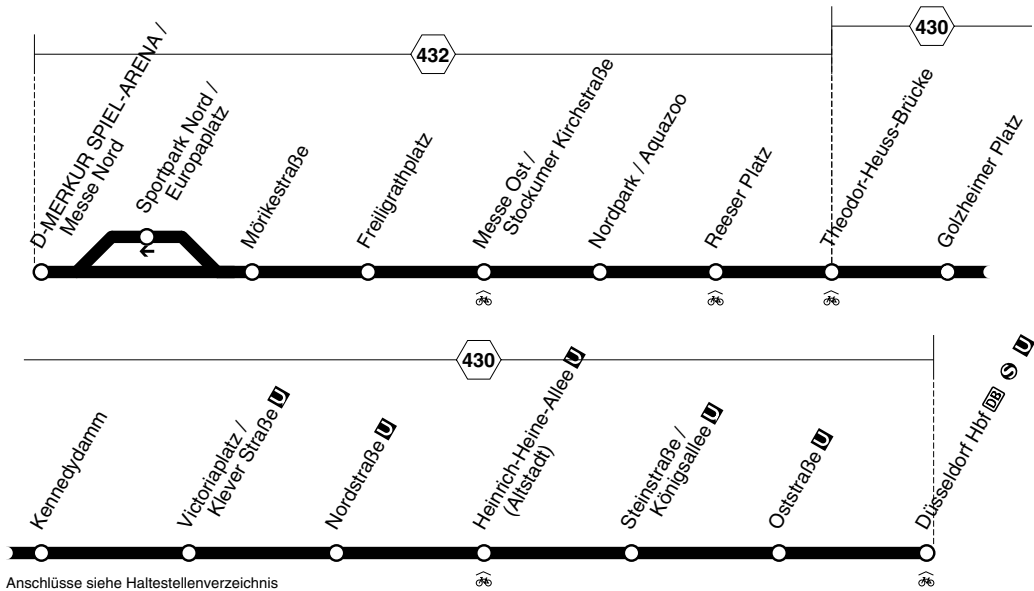 430
432
D-MERKUR SPIEL-ARENA /
Messe Nord
Sportpark Nord /
Europaplatz
Mörikestraße
Freiligrathplatz
Messe Ost /
Stockumer Kirchstraße
Nordpark / Aquazoo
Reeser Platz
Theodor-Heuss-Brücke
Golzheimer Platz
430
Kennedydamm
Victoriaplatz /
Klever Straße U
Nordstraße U
Heinrich-Heine-Allee U
(Altstadt)
Steinstraße /
Königsallee U
Oststraße U
Düsseldorf Hbf DB S U
Anschlüsse siehe Haltestellenverzeichnis